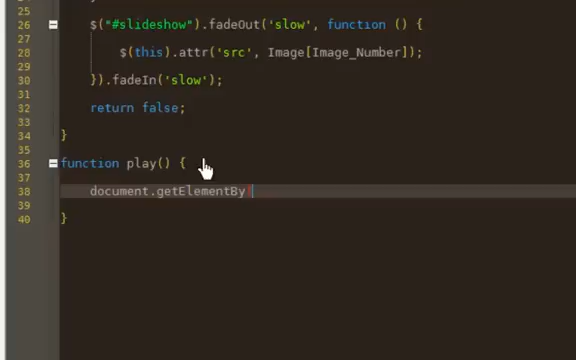 25
26 $("#slideshow").fadeOut('slow', function () {
27
28 $(this).attr('src', Image[Image_Number]);
29
30 }).fadeIn('slow');
31
32 return false;
33
34 }
35
36 function play() {
37
38 document.getElementBy
39
40 }